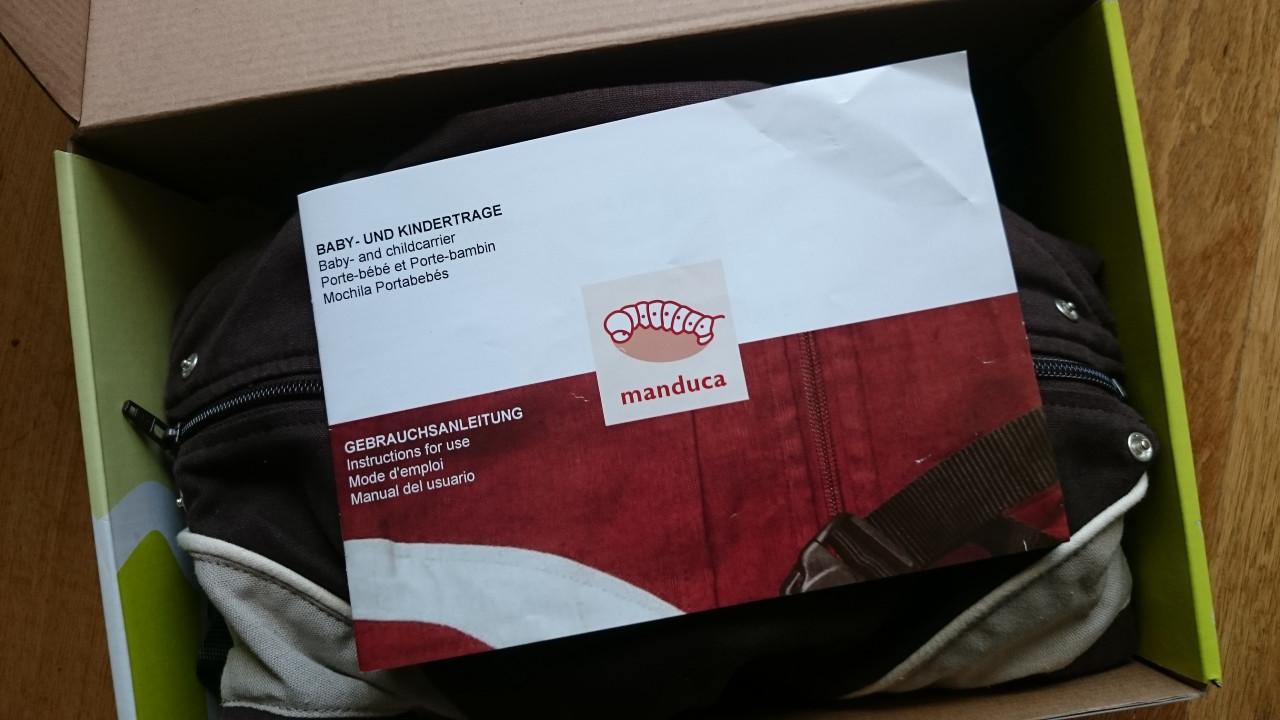 BABY- UND KINDERTRAGE
Baby- and childcarrier
Porte-bébé et Porte-bambin
Mochila Portabebés
manduca
GEBRAUCHSANLEITUNG
Instructions for use
Mode d'emploi
Manual del usuario